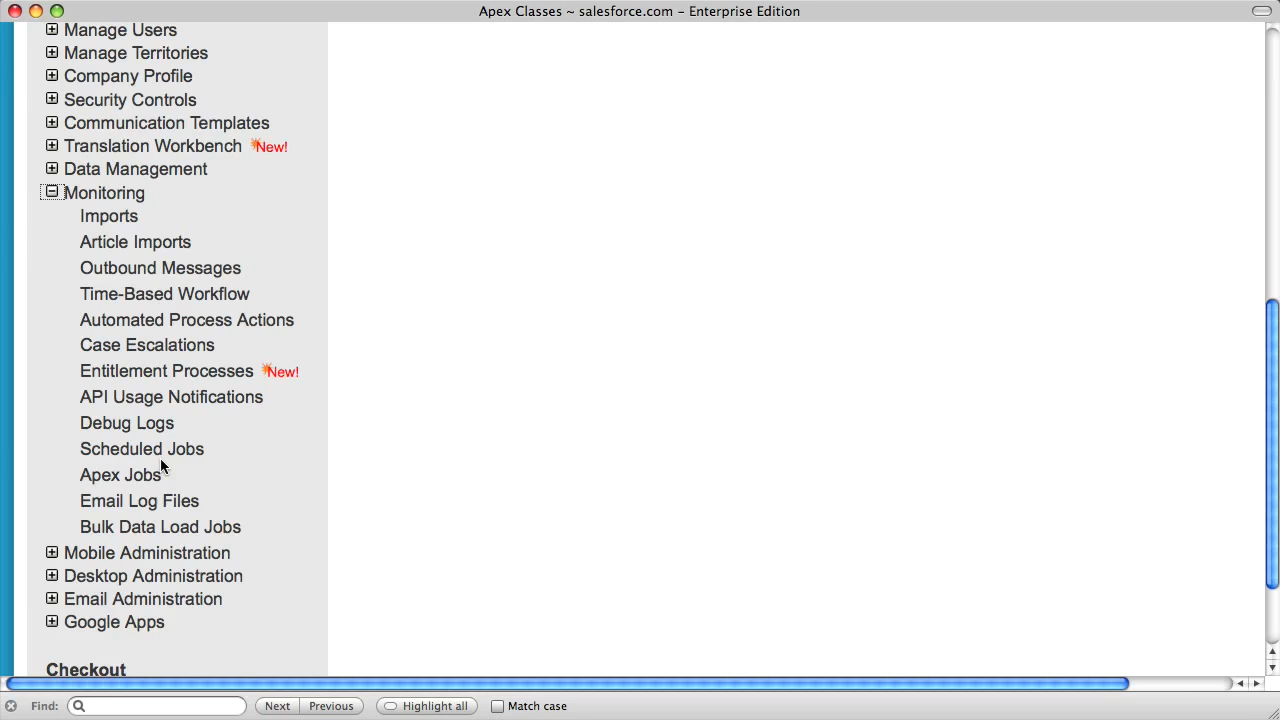 Apex Classes ~ salesforce.com - Enterprise Edition
Manage Users
Manage Territories
Company Profile
Security Controls
Communication Templates
Translation Workbench New!
Data Management
Monitoring
Imports
Article Imports
Outbound Messages
Time-Based Workflow
Automated Process Actions
Case Escalations
Entitlement Processes New!
API Usage Notifications
Debug Logs
Scheduled Jobs
Apex Jobs
Email Log Files
Bulk Data Load Jobs
Mobile Administration
Desktop Administration
Email Administration
Google Apps
Checkout
Find: Next Previous Highlight all Match case